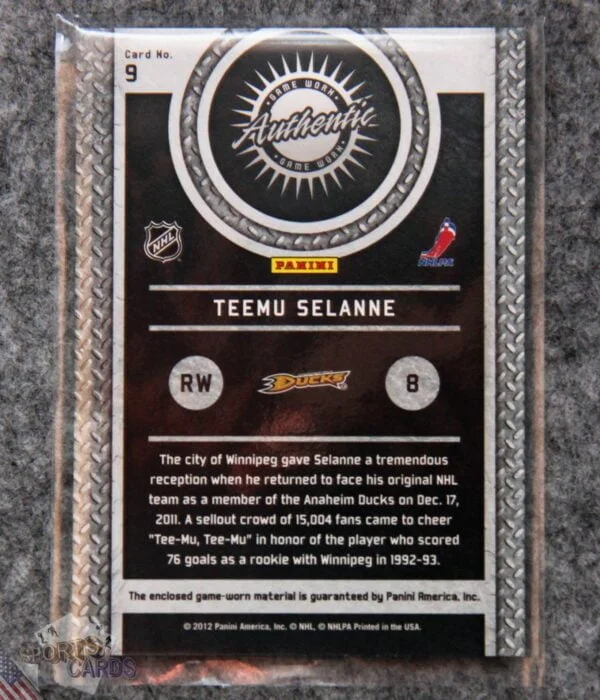 Card No.
9
GAME WORN
Authentic
GAME WORN
NHL
NHLPA
PANINI
TEEMU SELANNE
RW
DUCKS
8
The city of Winnipeg gave Selanne a tremendous
reception when he returned to face his original NHL
team as a member of the Anaheim Ducks on Dec. 17,
2011. A sellout crowd of 15,004 fans came to cheer
"Tee-Mu, Tee-Mu" in honor of the player who scored
76 goals as a rookie with Winnipeg in 1992-93.
The enclosed game-worn material is guaranteed by Panini America, Inc.
© 2012 Panini America, Inc. © NHL, © NHLPA Printed in the USA.
SPORTS
CARDS